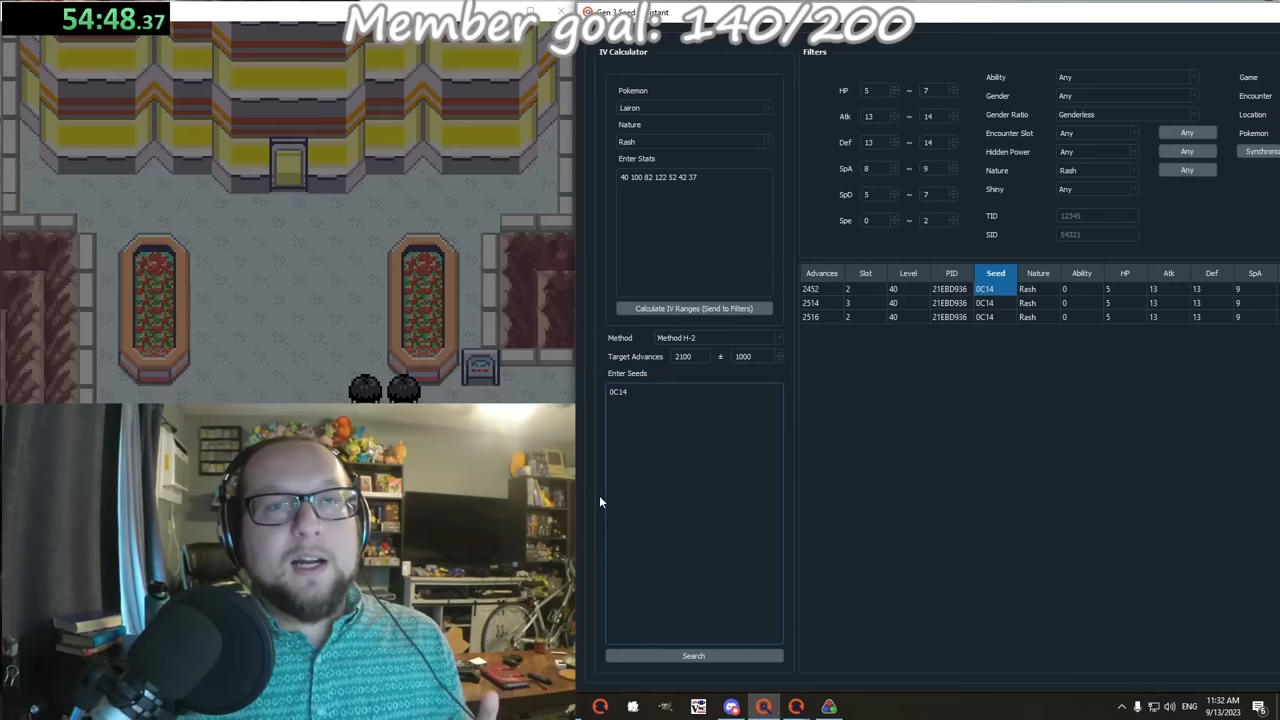 54:48.37
Member goal: 140/200
IV Calculator
Pokemon
Lairon
Nature
Rash
Enter Stats
40 100 82 122 52 42 37
Calculate IV Ranges (Send to Filters)
Method Method H-2
Target Advances 2100 ± 1000
Enter Seeds
0C14
Search
Filters
HP 5 ~ 7
Atk 13 ~ 14
Def 13 ~ 14
SpA 8 ~ 9
SpD 5 ~ 7
Spe 0 ~ 2
Ability Any
Gender Any
Gender Ratio Genderless
Encounter Slot Any Any
Hidden Power Any Any
Nature Rash Any
Shiny Any
TID 12345
SID 54321
Game
Encounter
Location
Pokemon
Advances Slot Level PID Seed Nature Ability HP Atk Def SpA
2452 2 40 21EBD936 0C14 Rash 0 5 13 13 9
2514 3 40 21EBD936 0C14 Rash 0 5 13 13 9
2516 2 40 21EBD936 0C14 Rash 0 5 13 13 9
ENG
11:32 AM
9/13/2023